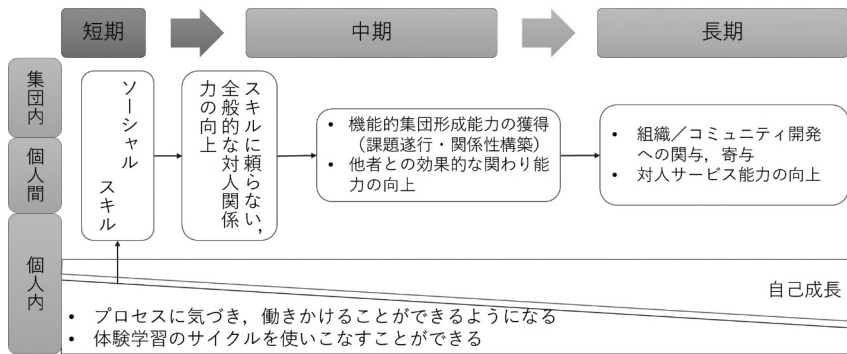 短期
中期
長期
集団内
個人間
個人内
ソーシャル
スキル
スキルに頼らない,
全般的な対人関係
力の向上
• 機能的集団形成能力の獲得
（課題遂行・関係性構築）
• 他者との効果的な関わり能
力の向上
• 組織／コミュニティ開発
への関与，寄与
• 対人サービス能力の向上
自己成長
• プロセスに気づき，働きかけることができるようになる
• 体験学習のサイクルを使いこなすことができる